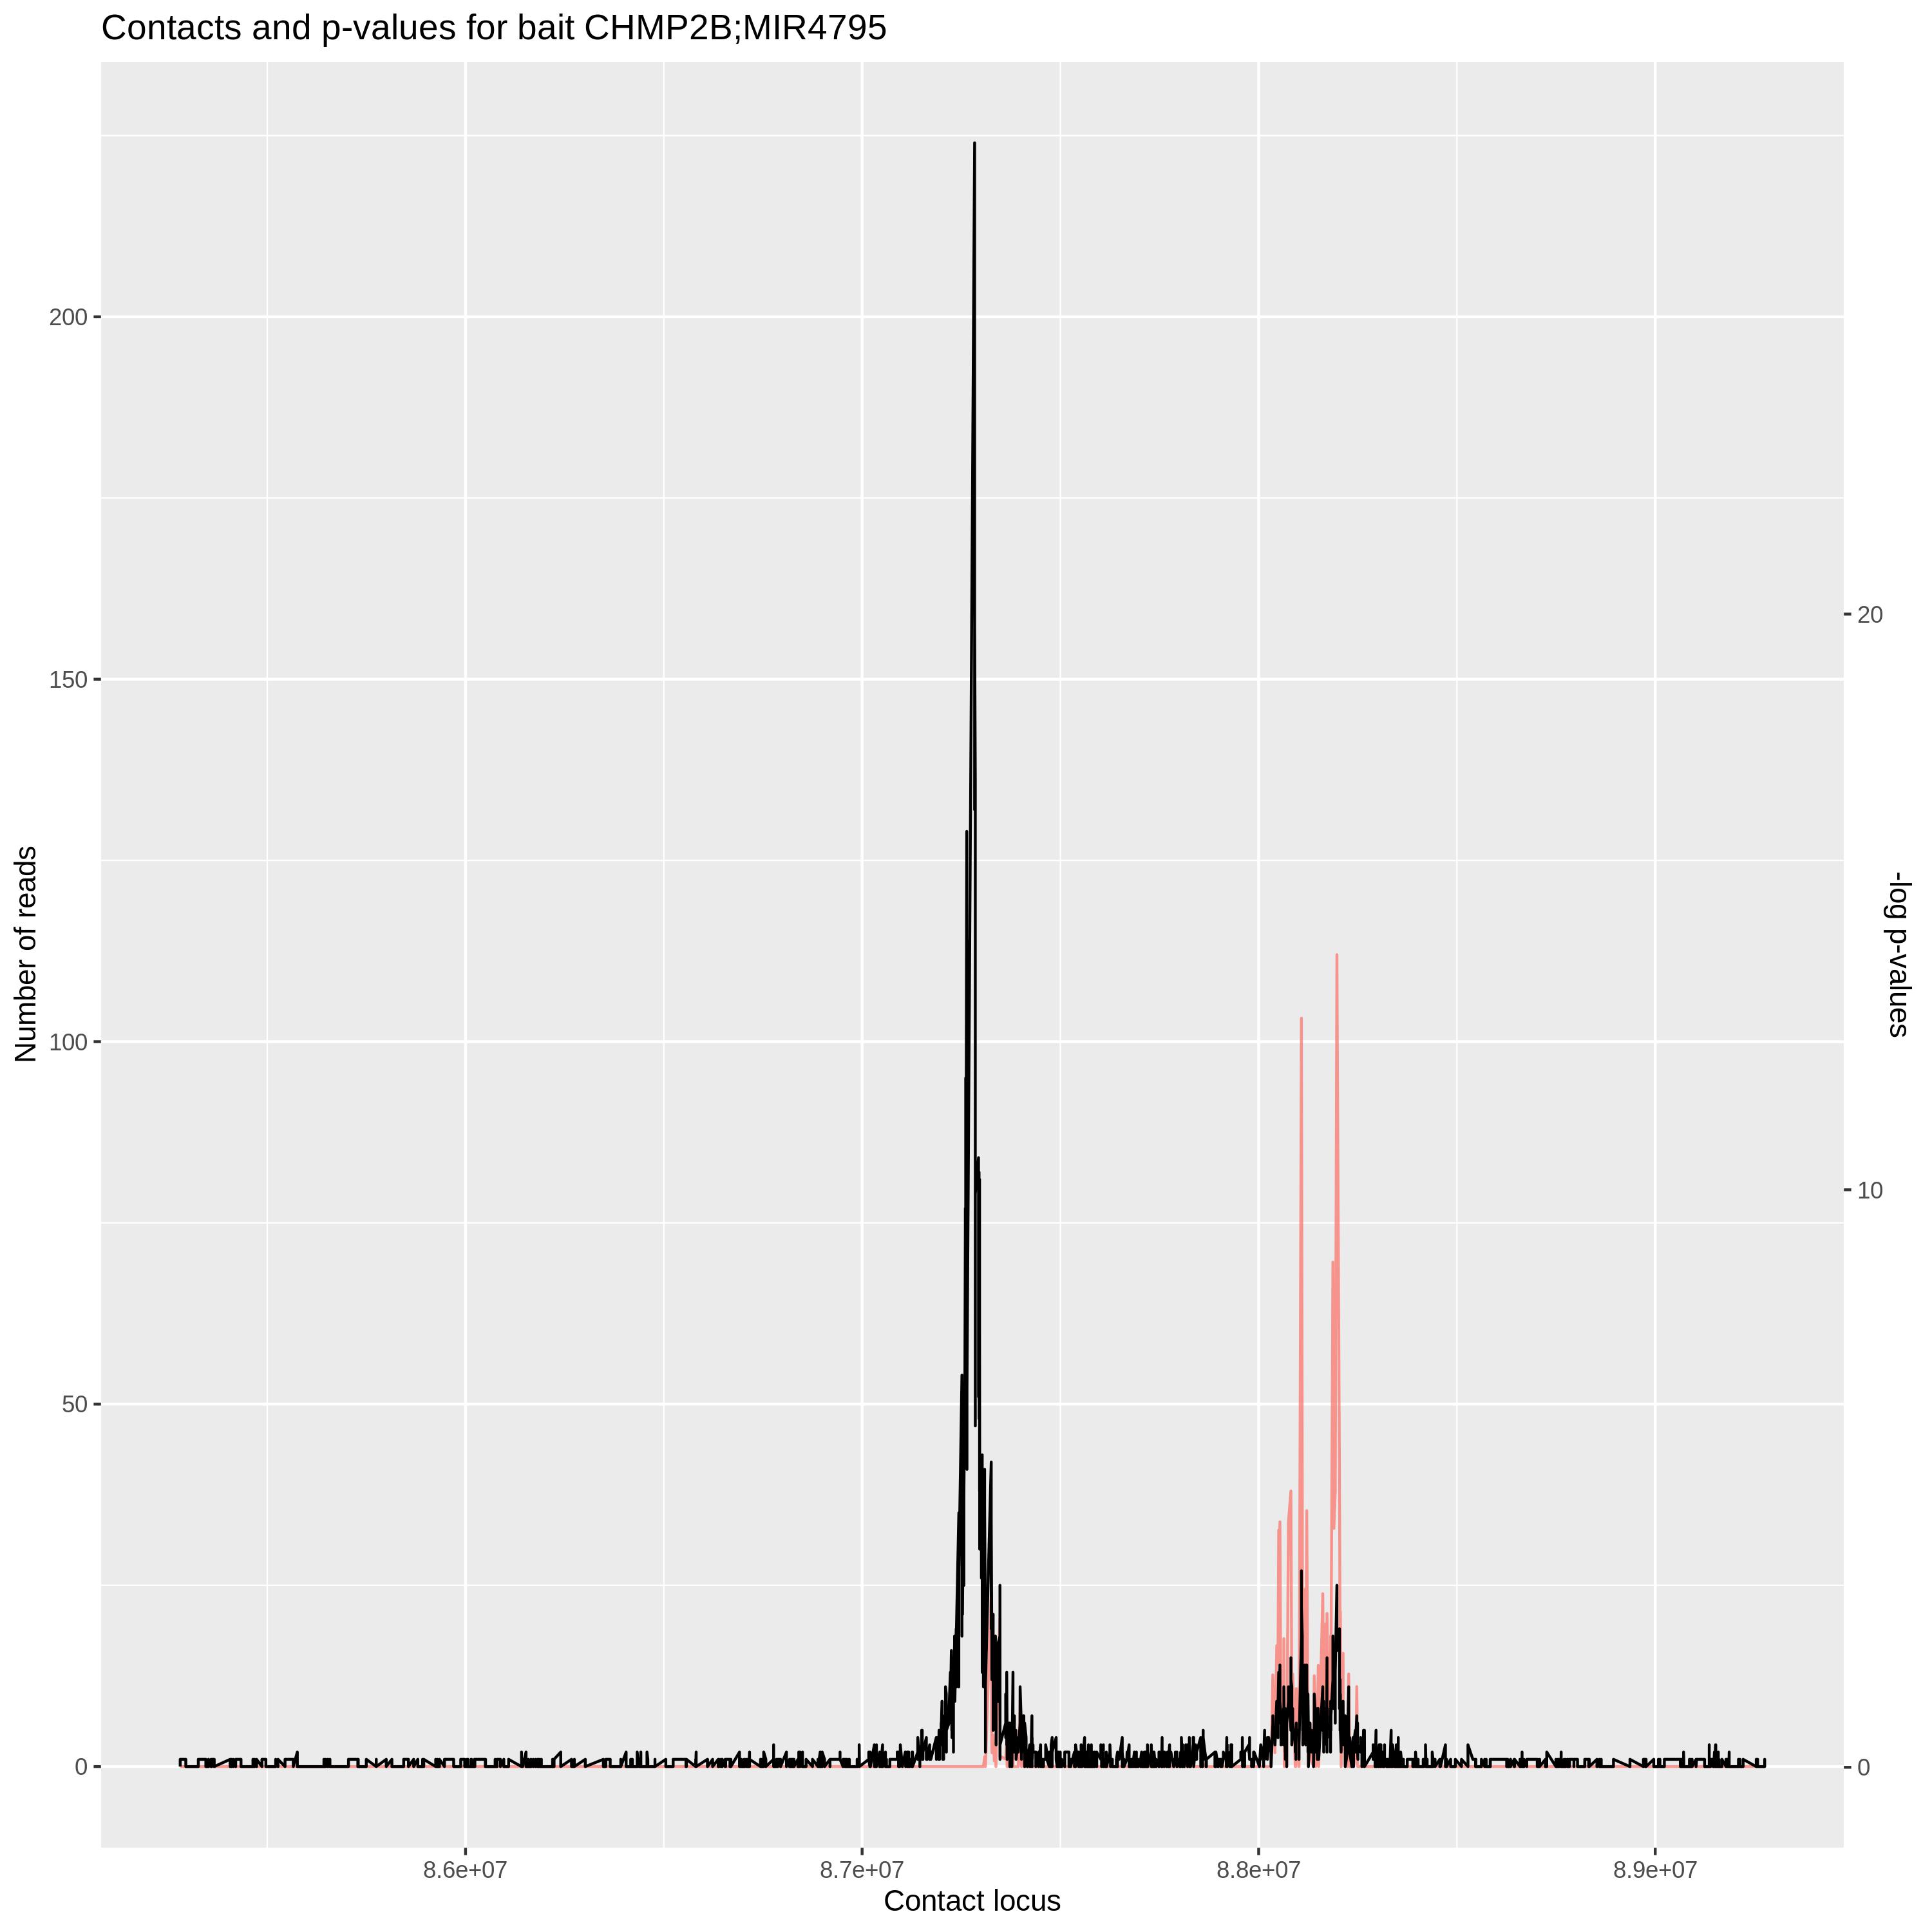 Contacts and p-values for bait CHMP2B;MIR4795
200
150
100
50
0
Number of reads
20
10
0
-log p-values
8.6e+07
8.7e+07
8.8e+07
8.9e+07
Contact locus